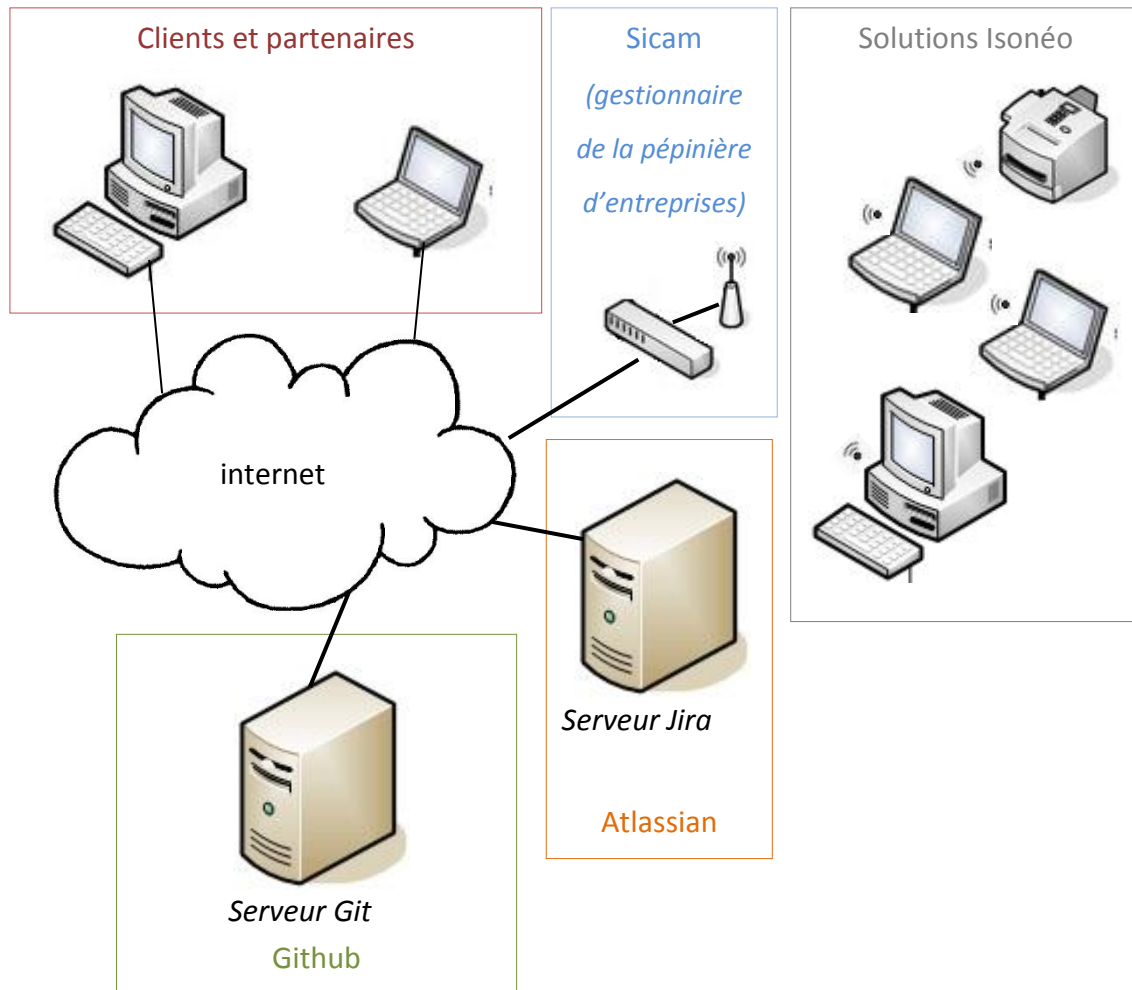 Clients et partenaires
Sicam
(gestionnaire
de la pépinière
d'entreprises)
Solutions Isonéo
internet
Serveur Jira
Atlassian
Serveur Git
Github